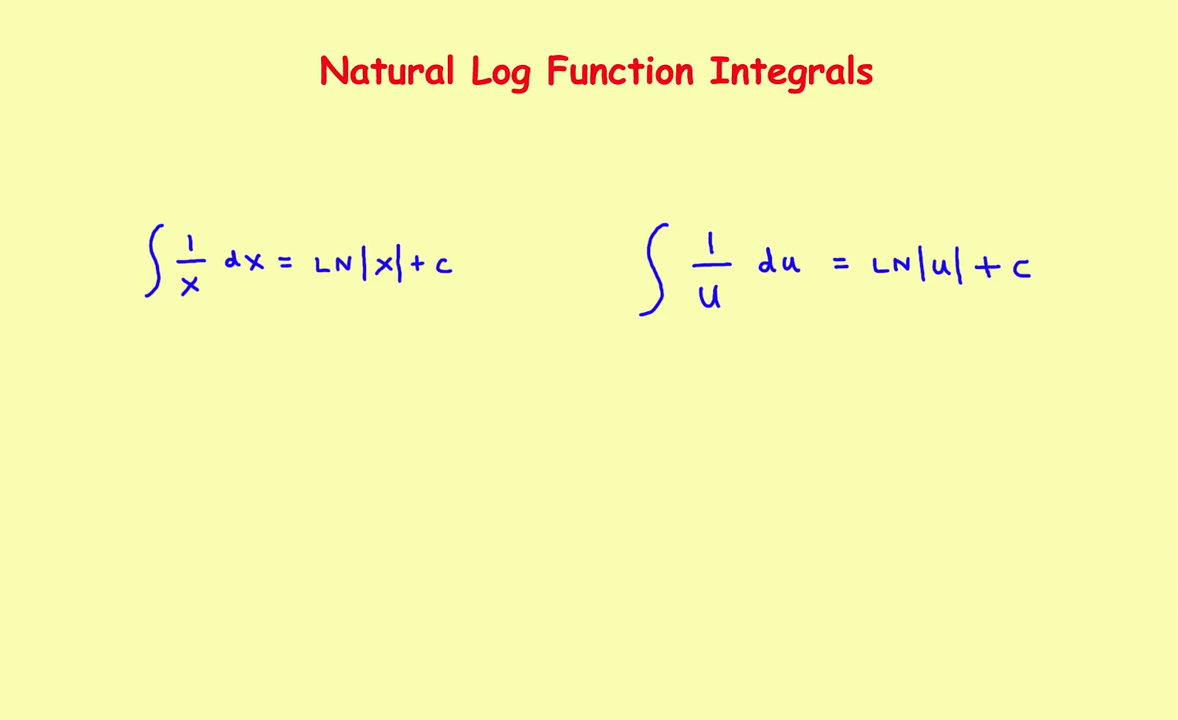 Natural Log Function Integrals
∫ 1/x dx = LN|x| + c
∫ 1/u du = LN|u| + c